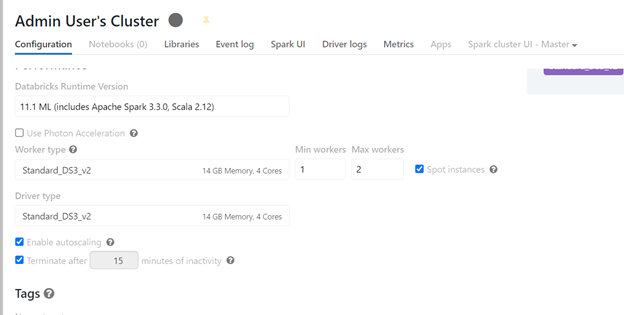 Admin User's Cluster
Configuration Notebooks (0) Libraries Event log Spark UI Driver logs Metrics Apps Spark cluster UI - Master
Performance
Databricks Runtime Version
11.1 ML (includes Apache Spark 3.3.0, Scala 2.12)
Use Photon Acceleration ?
Worker type ? Min workers Max workers
Standard_DS3_v2 14 GB Memory, 4 Cores 1 2 Spot instances ?
Driver type
Standard_DS3_v2 14 GB Memory, 4 Cores
Enable autoscaling ?
Terminate after 15 minutes of inactivity ?
Tags ?